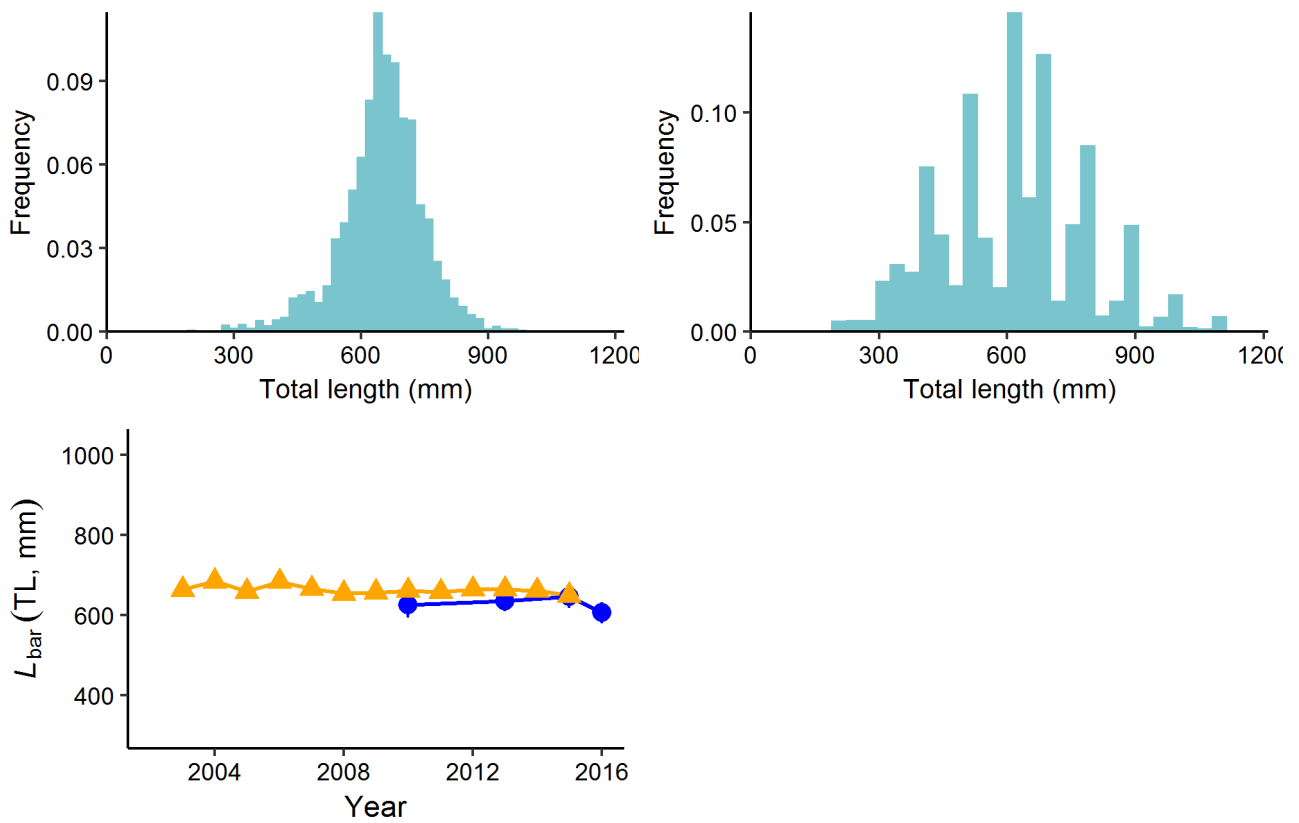 Frequency
0.09
0.06
0.03
0.00
0 300 600 900 1200
Total length (mm)
Frequency
0.10
0.05
0.00
0 300 600 900 1200
Total length (mm)
Lbar (TL, mm)
1000
800
600
400
2004 2008 2012 2016
Year